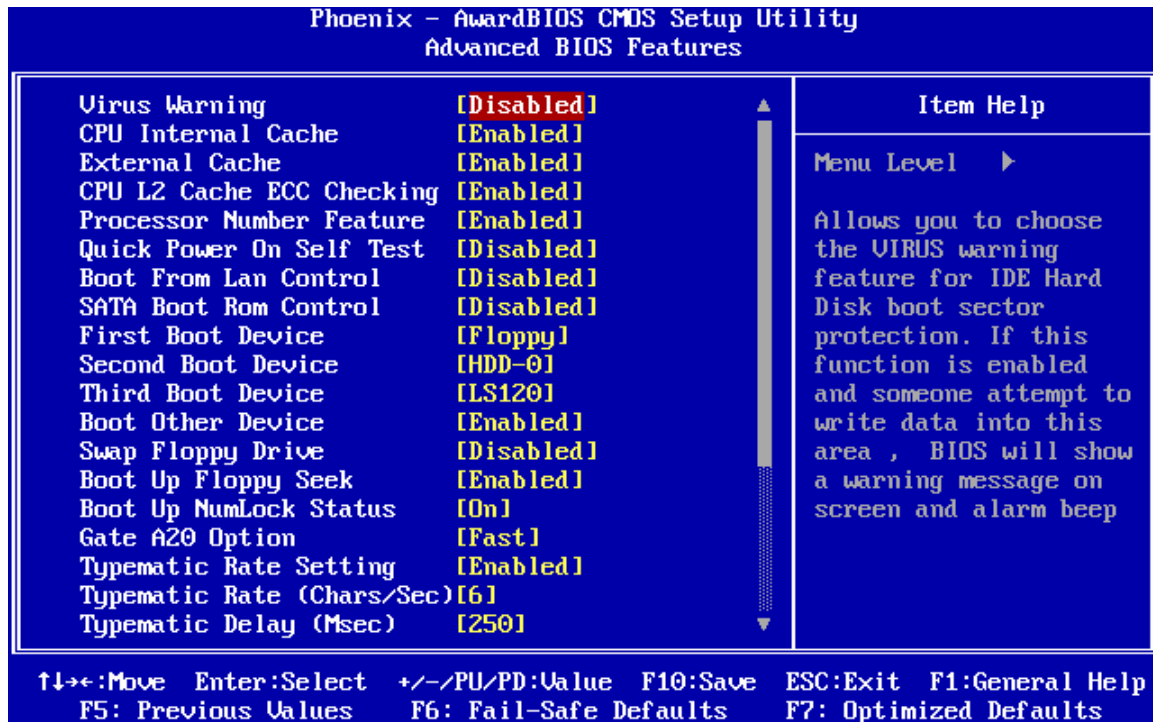 Phoenix - AwardBIOS CMOS Setup Utility
Advanced BIOS Features
Virus Warning [Disabled]
CPU Internal Cache [Enabled]
External Cache [Enabled]
CPU L2 Cache ECC Checking [Enabled]
Processor Number Feature [Enabled]
Quick Power On Self Test [Disabled]
Boot From Lan Control [Disabled]
SATA Boot Rom Control [Disabled]
First Boot Device [Floppy]
Second Boot Device [HDD-0]
Third Boot Device [LS120]
Boot Other Device [Enabled]
Swap Floppy Drive [Disabled]
Boot Up Floppy Seek [Enabled]
Boot Up NumLock Status [On]
Gate A20 Option [Fast]
Typematic Rate Setting [Enabled]
Typematic Rate (Chars/Sec)[6]
Typematic Delay (Msec) [250]
Item Help
Menu Level ▶
Allows you to choose
the VIRUS warning
feature for IDE Hard
Disk boot sector
protection. If this
function is enabled
and someone attempt to
write data into this
area , BIOS will show
a warning message on
screen and alarm beep
↑↓→←:Move Enter:Select +/-/PU/PD:Value F10:Save ESC:Exit F1:General Help
F5: Previous Values F6: Fail-Safe Defaults F7: Optimized Defaults